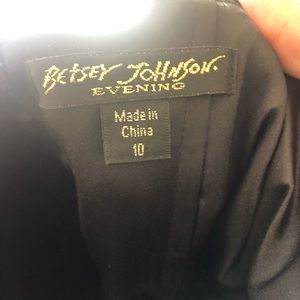 BETSEY JOHNSON.
EVENING
Made in
China
10